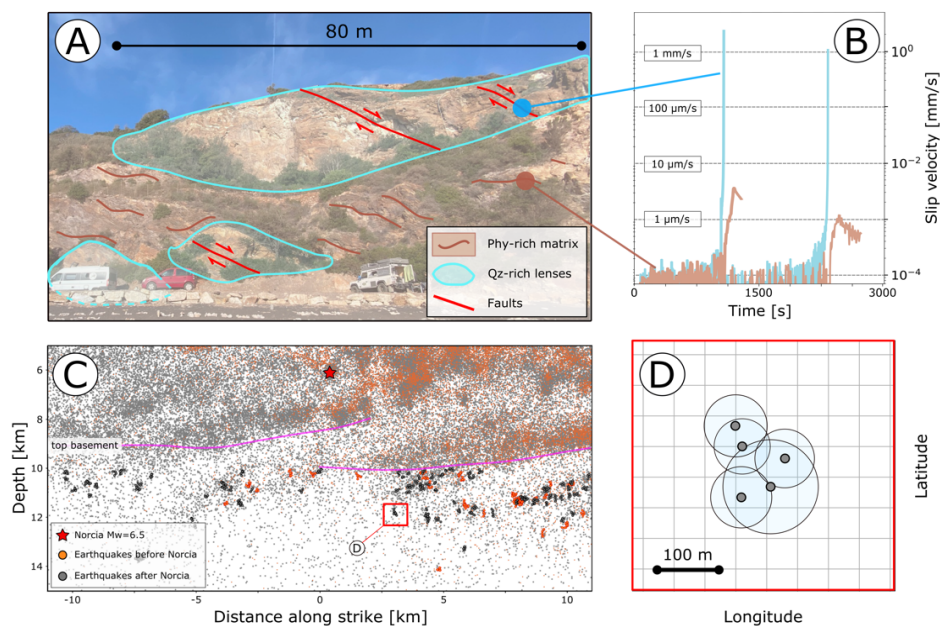 A
80 m
Phy-rich matrix
Qz-rich lenses
Faults
B
1 mm/s
100 μm/s
10 μm/s
1 μm/s
10⁰
10⁻²
10⁻⁴
Slip velocity [mm/s]
0
1500
3000
Time [s]
C
6
8
10
12
14
Depth [km]
top basement
D
Norcia Mw=6.5
Earthquakes before Norcia
Earthquakes after Norcia
-10
-5
0
5
10
Distance along strike [km]
D
100 m
Latitude
Longitude